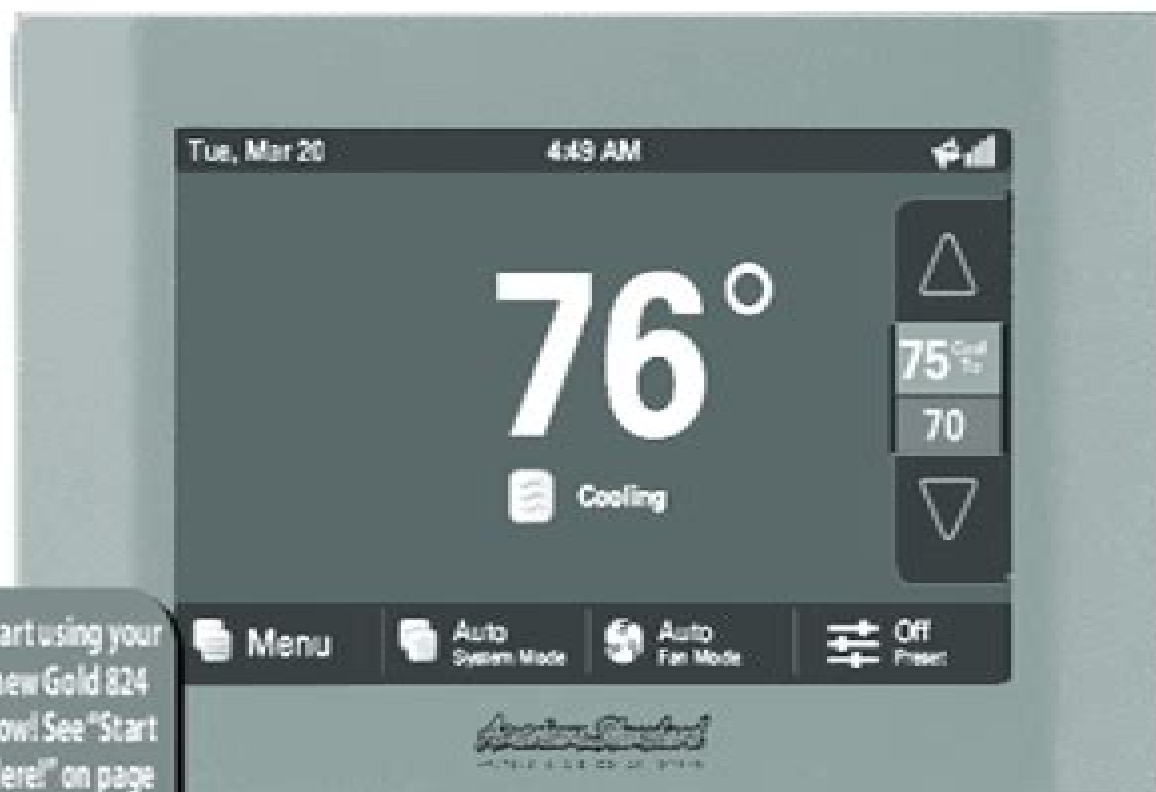 Tue, Mar 20
4:49 AM
76°
75 Cool To
70
Cooling
Menu
Auto
System Mode
Auto
Fan Mode
Off
Preset
art using your
new Gold 824
ow! See "Start
Here!" on page